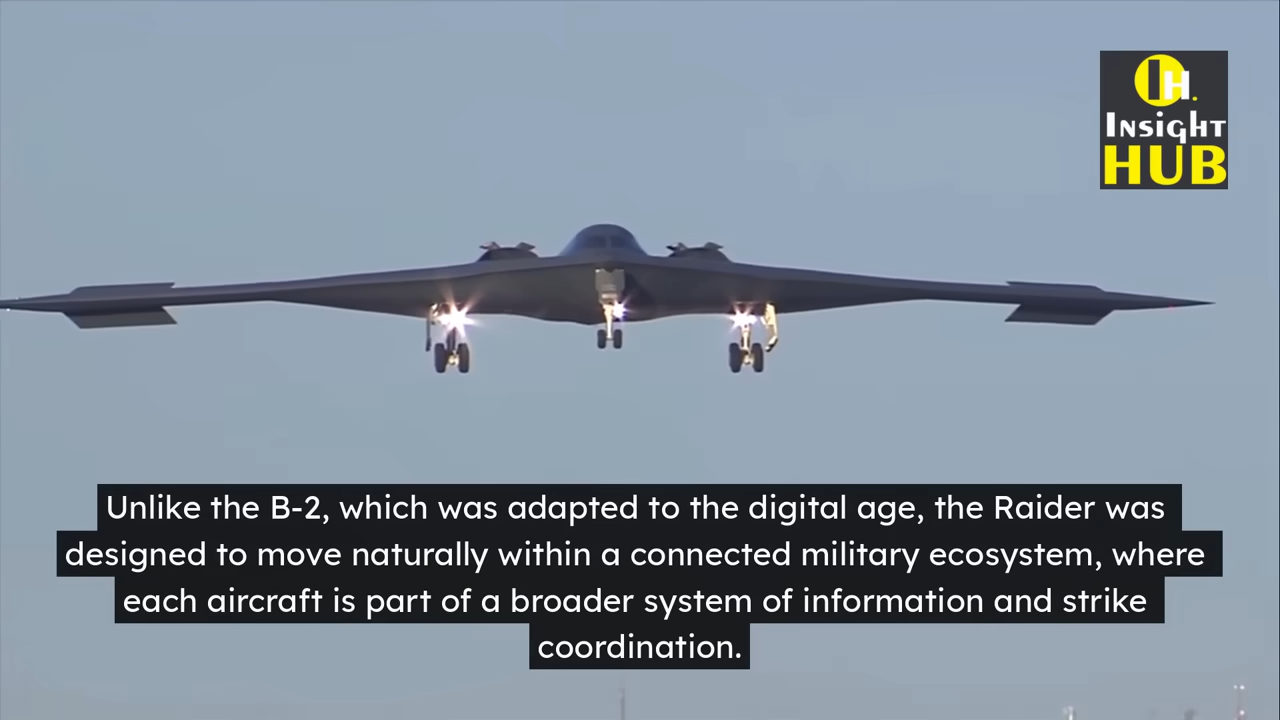 IH.
Insight
HUB
Unlike the B-2, which was adapted to the digital age, the Raider was
designed to move naturally within a connected military ecosystem, where
each aircraft is part of a broader system of information and strike
coordination.